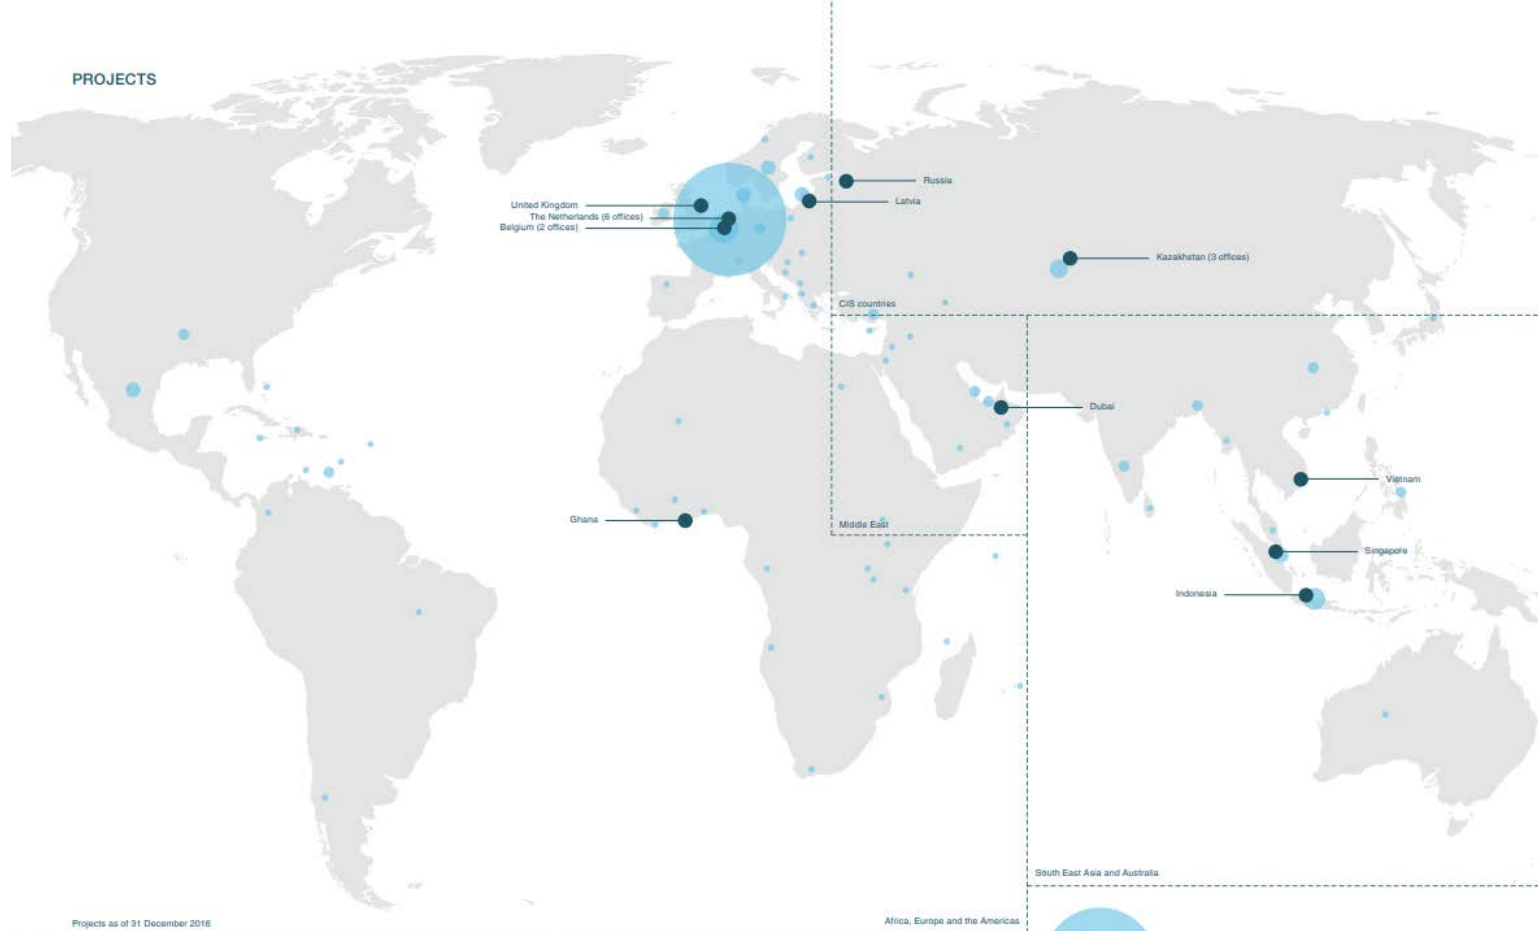 PROJECTS
Russia
Latvia
United Kingdom
The Netherlands (6 offices)
Belgium (2 offices)
Kazakhstan (3 offices)
CIS countries
Dubai
Vietnam
Ghana
Middle East
Singapore
Indonesia
South East Asia and Australia
Africa, Europe and the Americas
Projects as of 31 December 2016